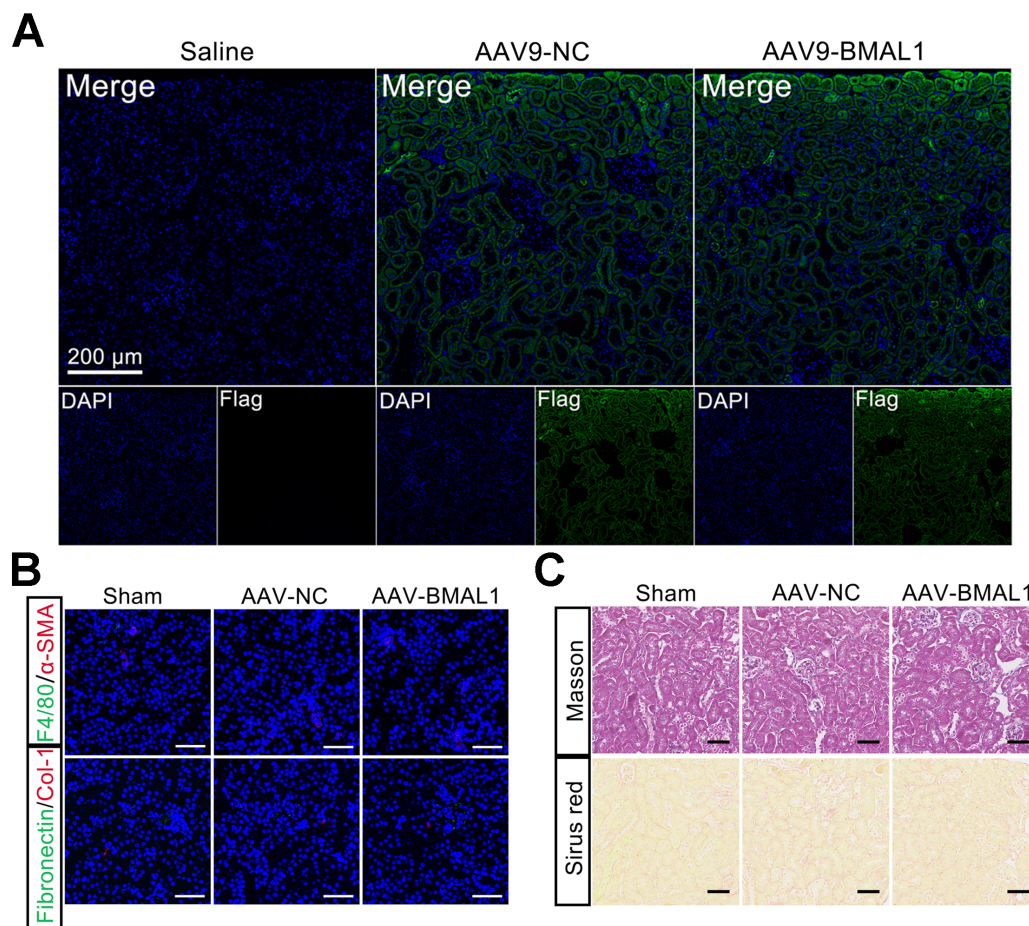 A
Saline
AAV9-NC
AAV9-BMAL1
Merge
Merge
Merge
200 µm
DAPI
Flag
DAPI
Flag
DAPI
Flag
B
Sham
AAV-NC
AAV-BMAL1
F4/80/α-SMA
Fibronectin/Col-1
C
Sham
AAV-NC
AAV-BMAL1
Masson
Sirus red